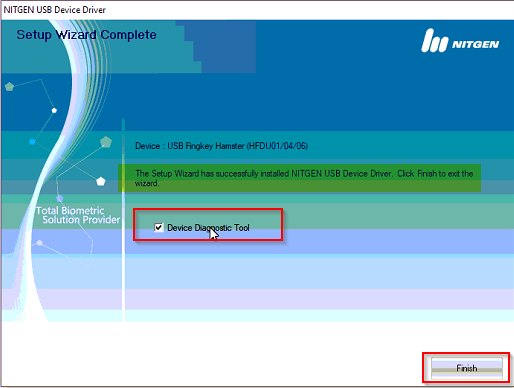 NITGEN USB Device Driver
Setup Wizard Complete
NITGEN
Device : USB Fingkey Hamster (HFDU01/04/06)
The Setup Wizard has successfully installed NITGEN USB Device Driver. Click Finish to exit the
wizard.
Total Biometric
Solution Provider
Device Diagnostic Tool
Finish